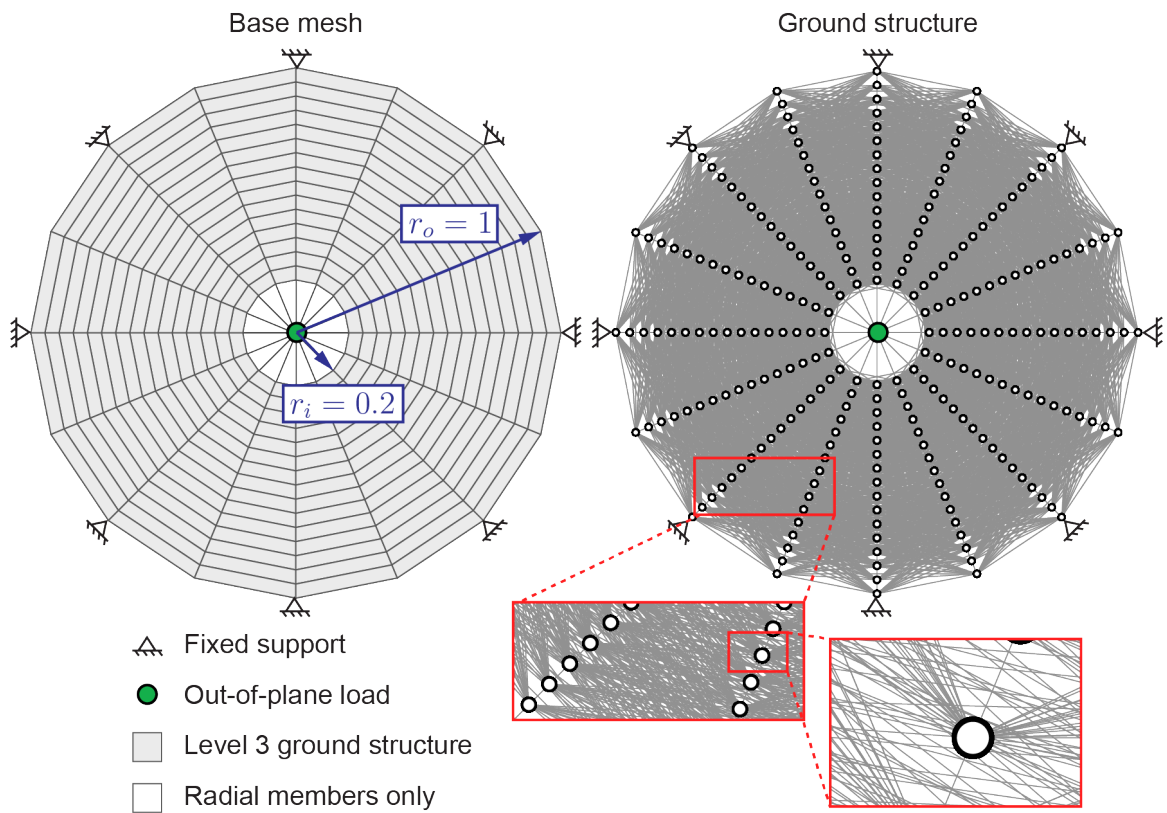 Base mesh
Ground structure
r_o = 1
r_i = 0.2
Fixed support
Out-of-plane load
Level 3 ground structure
Radial members only